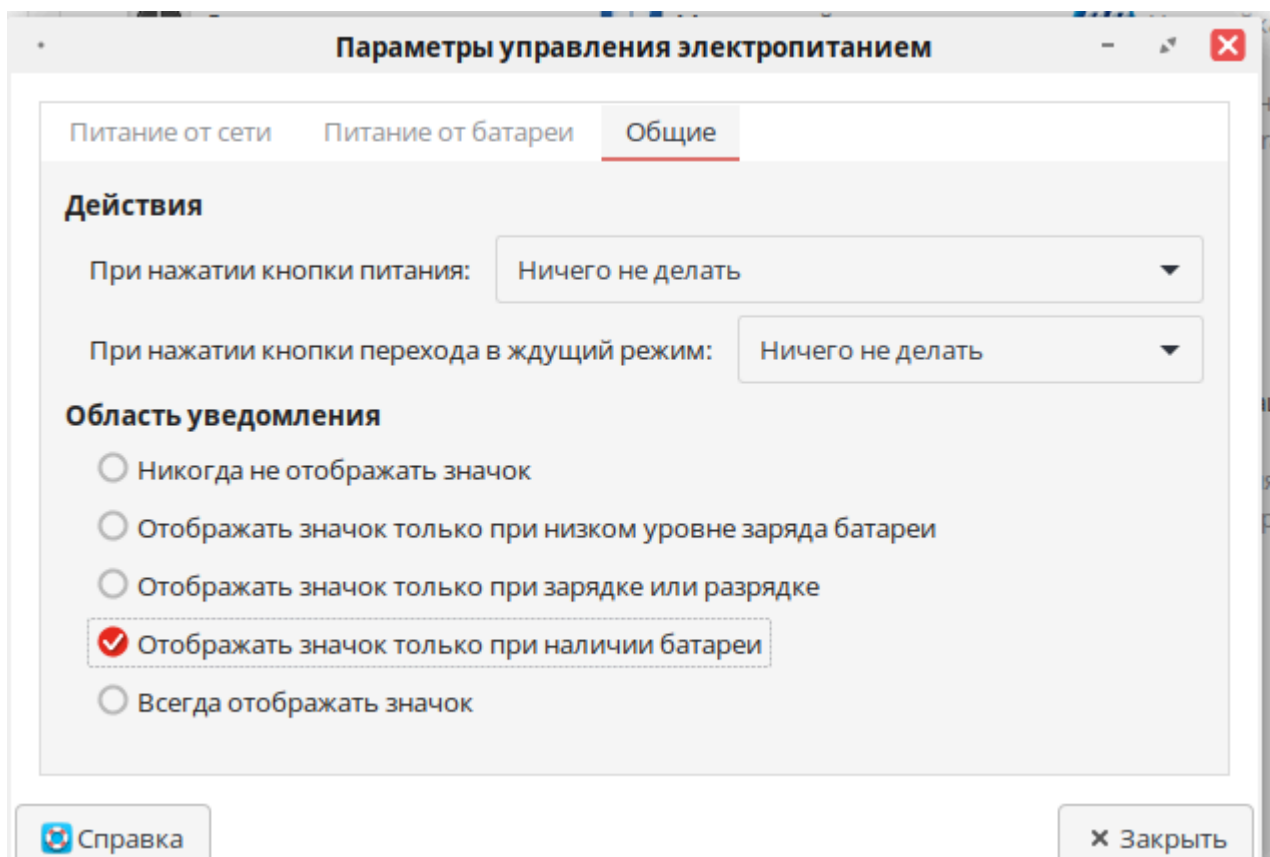 Параметры управления электропитанием
Питание от сети Питание от батареи Общие
Действия
При нажатии кнопки питания: Ничего не делать
При нажатии кнопки перехода в ждущий режим: Ничего не делать
Область уведомления
Никогда не отображать значок
Отображать значок только при низком уровне заряда батареи
Отображать значок только при зарядке или разрядке
Отображать значок только при наличии батареи
Всегда отображать значок
Справка Закрыть